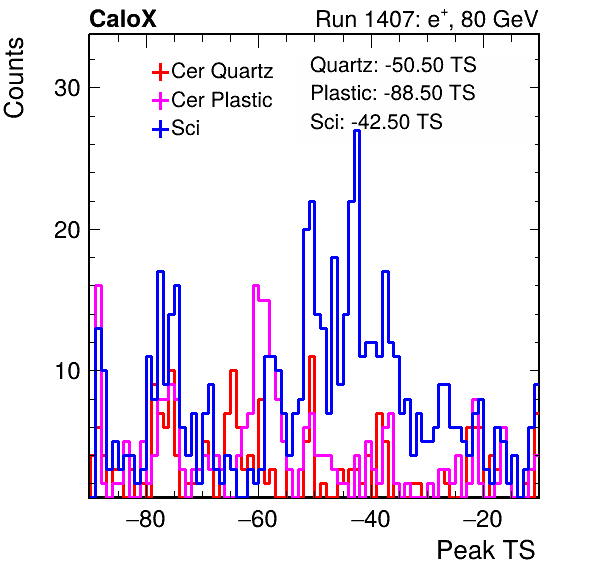 CaloX Run 1407: e⁺, 80 GeV
Counts
Cer Quartz
Cer Plastic
Sci
Quartz: -50.50 TS
Plastic: -88.50 TS
Sci: -42.50 TS
30
20
10
−80 −60 −40 −20
Peak TS